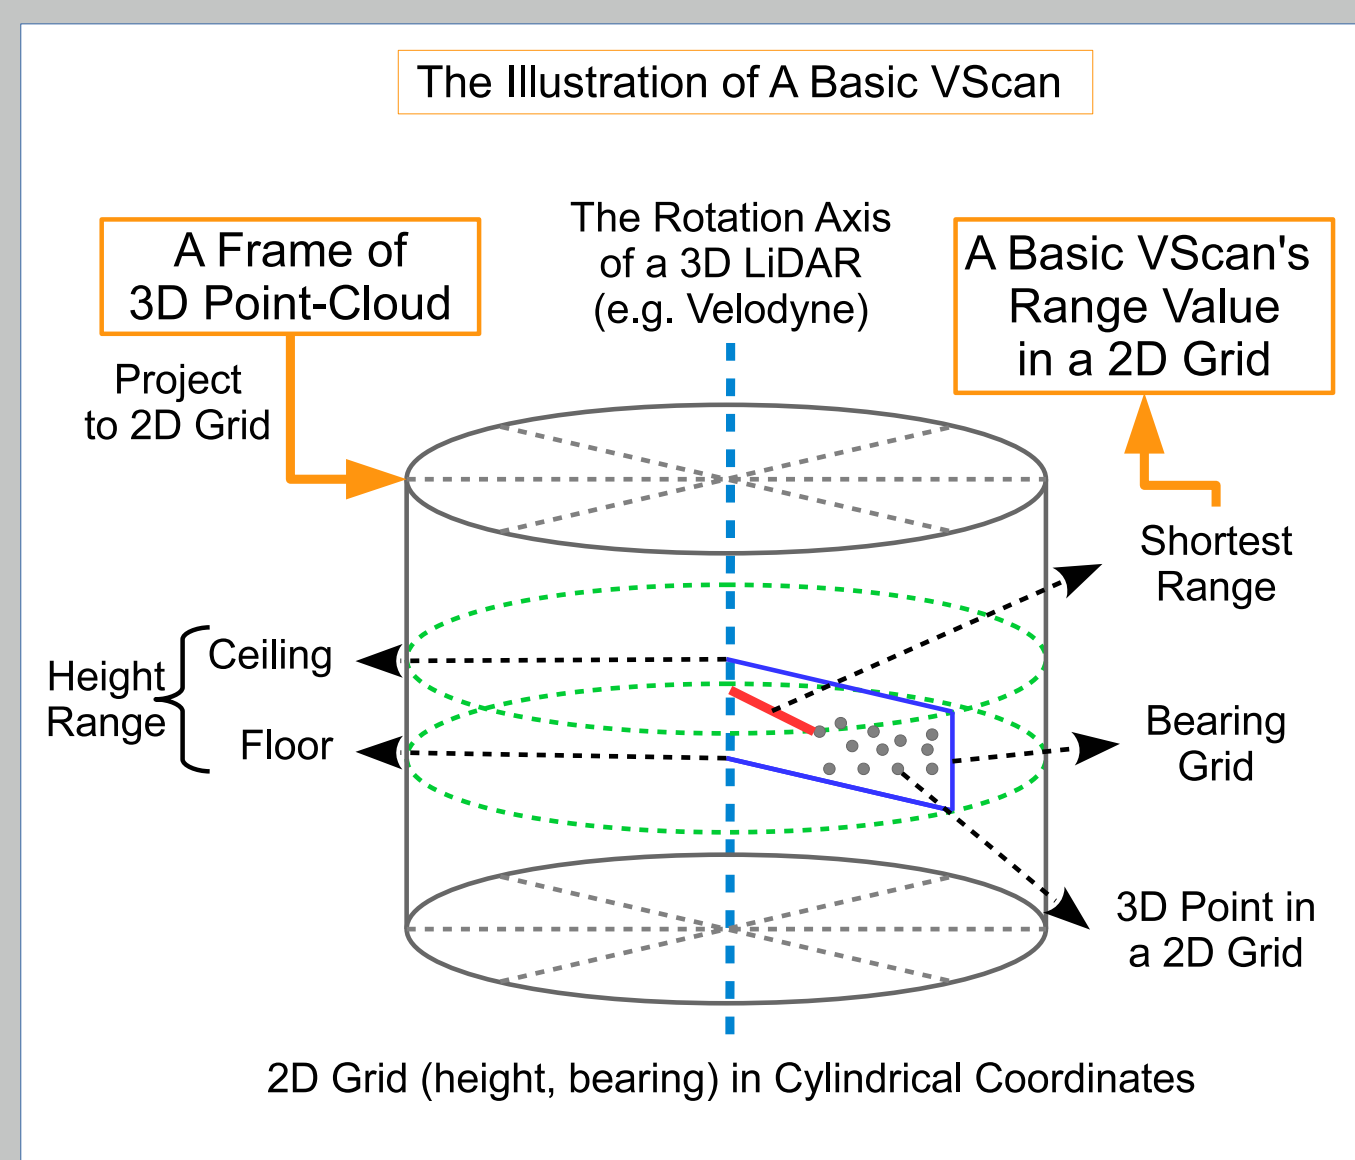 The Illustration of A Basic VScan
A Frame of
3D Point-Cloud
The Rotation Axis
of a 3D LiDAR
(e.g. Velodyne)
A Basic VScan's
Range Value
in a 2D Grid
Project
to 2D Grid
Shortest
Range
Height
Range
Ceiling
Floor
Bearing
Grid
3D Point in
a 2D Grid
2D Grid (height, bearing) in Cylindrical Coordinates